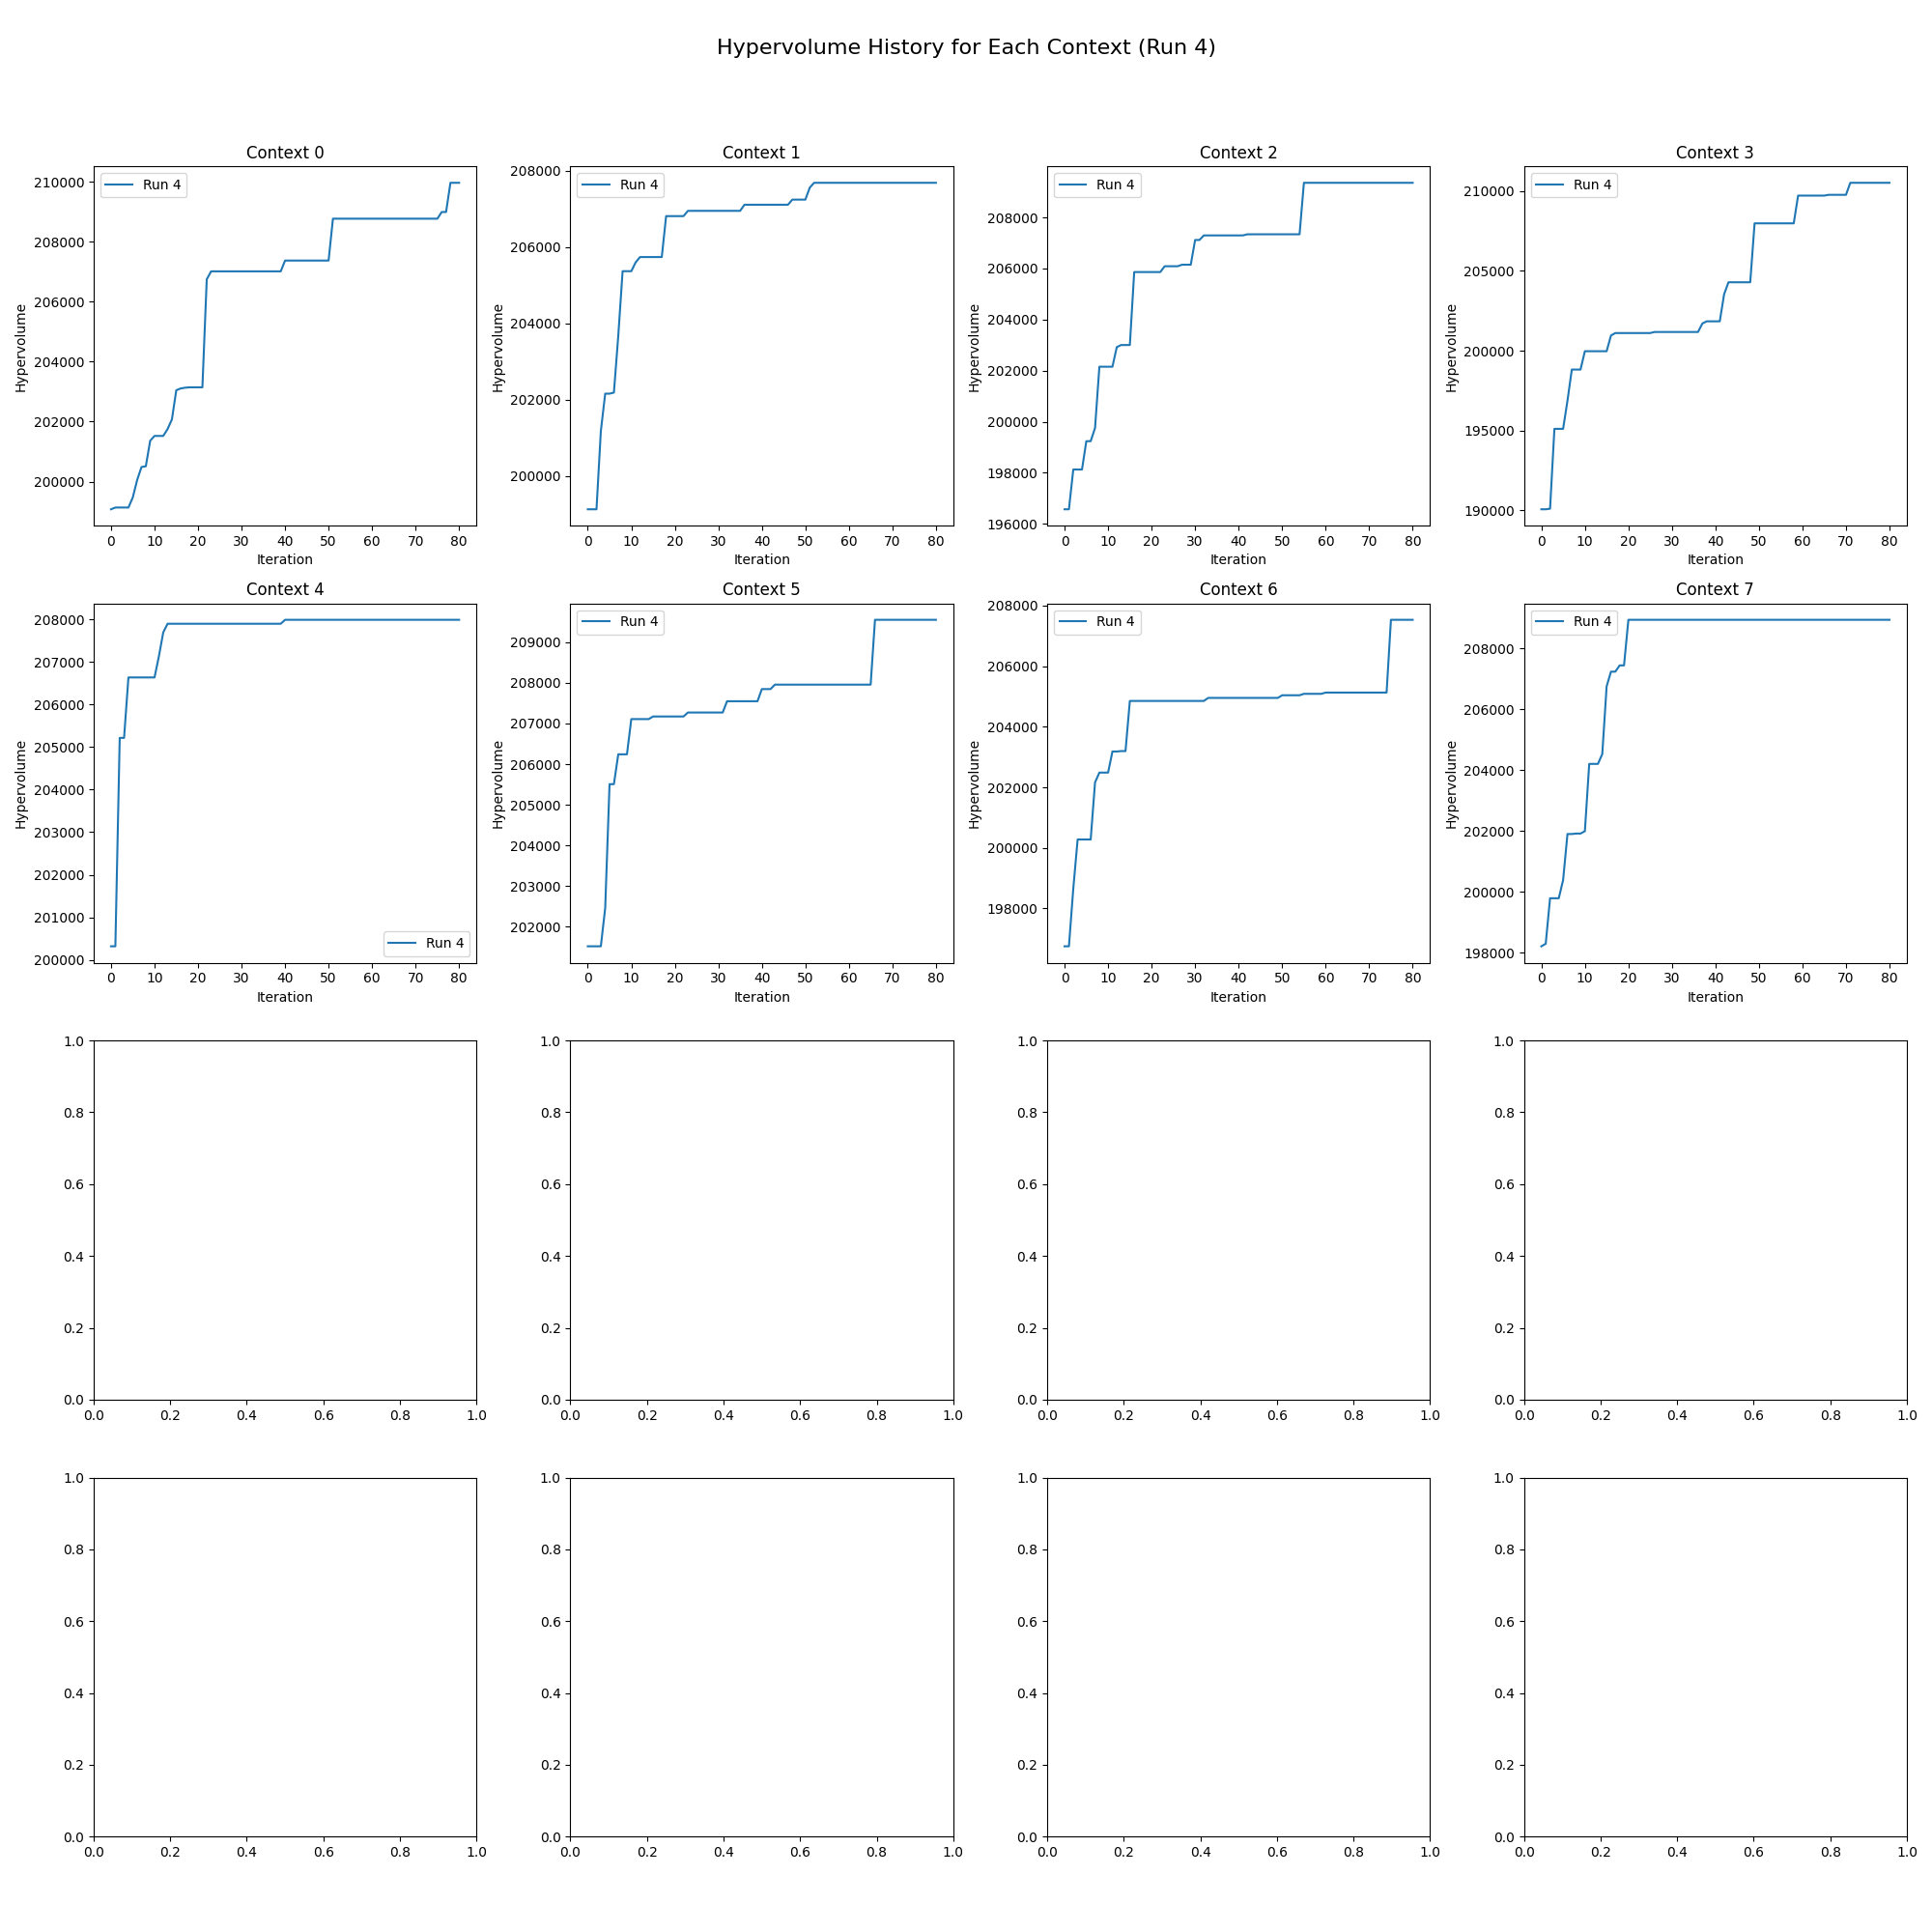 Hypervolume History for Each Context (Run 4)
Context 0
Hypervolume
210000
208000
206000
204000
202000
200000
Run 4
0 10 20 30 40 50 60 70 80
Iteration
Context 1
Hypervolume
208000
206000
204000
202000
200000
Run 4
0 10 20 30 40 50 60 70 80
Iteration
Context 2
Hypervolume
208000
206000
204000
202000
200000
198000
196000
Run 4
0 10 20 30 40 50 60 70 80
Iteration
Context 3
Hypervolume
210000
205000
200000
195000
190000
Run 4
0 10 20 30 40 50 60 70 80
Iteration
Context 4
Hypervolume
208000
207000
206000
205000
204000
203000
202000
201000
200000
Run 4
0 10 20 30 40 50 60 70 80
Iteration
Context 5
Hypervolume
209000
208000
207000
206000
205000
204000
203000
202000
Run 4
0 10 20 30 40 50 60 70 80
Iteration
Context 6
Hypervolume
208000
206000
204000
202000
200000
198000
Run 4
0 10 20 30 40 50 60 70 80
Iteration
Context 7
Hypervolume
208000
206000
204000
202000
200000
198000
Run 4
0 10 20 30 40 50 60 70 80
Iteration
1.0
0.8
0.6
0.4
0.2
0.0
0.0 0.2 0.4 0.6 0.8 1.0
1.0
0.8
0.6
0.4
0.2
0.0
0.0 0.2 0.4 0.6 0.8 1.0
1.0
0.8
0.6
0.4
0.2
0.0
0.0 0.2 0.4 0.6 0.8 1.0
1.0
0.8
0.6
0.4
0.2
0.0
0.0 0.2 0.4 0.6 0.8 1.0
1.0
0.8
0.6
0.4
0.2
0.0
0.0 0.2 0.4 0.6 0.8 1.0
1.0
0.8
0.6
0.4
0.2
0.0
0.0 0.2 0.4 0.6 0.8 1.0
1.0
0.8
0.6
0.4
0.2
0.0
0.0 0.2 0.4 0.6 0.8 1.0
1.0
0.8
0.6
0.4
0.2
0.0
0.0 0.2 0.4 0.6 0.8 1.0